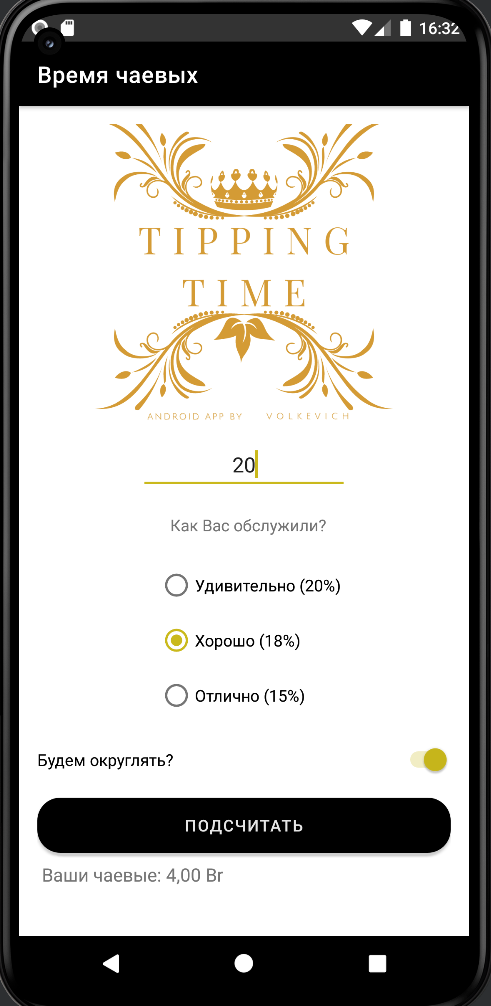 16:32
Время чаевых
TIPPING
TIME
ANDROID APP BY VOLKEVICH
20
Как Вас обслужили?
Удивительно (20%)
Хорошо (18%)
Отлично (15%)
Будем округлять?
ПОДСЧИТАТЬ
Ваши чаевые: 4,00 Br